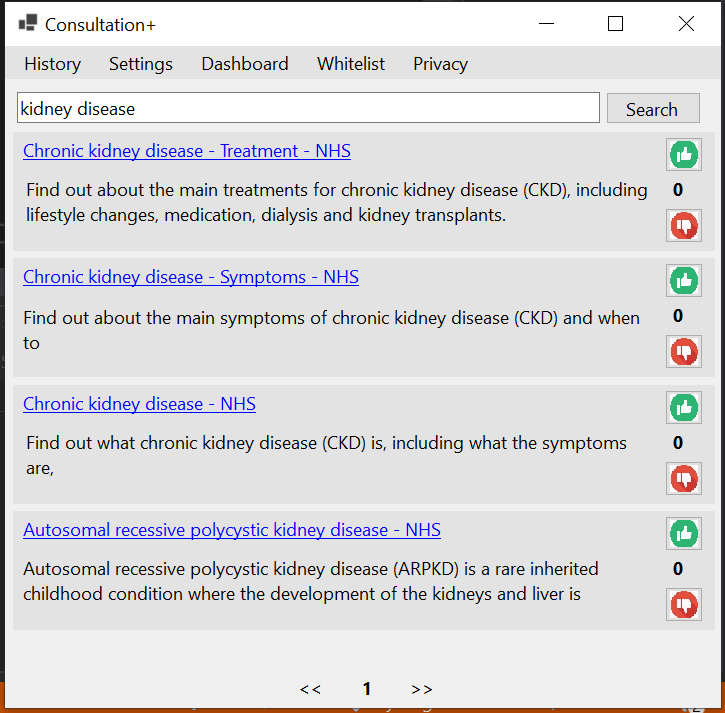 Consultation+
History Settings Dashboard Whitelist Privacy
kidney disease Search
Chronic kidney disease - Treatment - NHS
Find out about the main treatments for chronic kidney disease (CKD), including
lifestyle changes, medication, dialysis and kidney transplants.
0
Chronic kidney disease - Symptoms - NHS
Find out about the main symptoms of chronic kidney disease (CKD) and when
to
0
Chronic kidney disease - NHS
Find out what chronic kidney disease (CKD) is, including what the symptoms
are,
0
Autosomal recessive polycystic kidney disease - NHS
Autosomal recessive polycystic kidney disease (ARPKD) is a rare inherited
childhood condition where the development of the kidneys and liver is
0
<< 1 >>